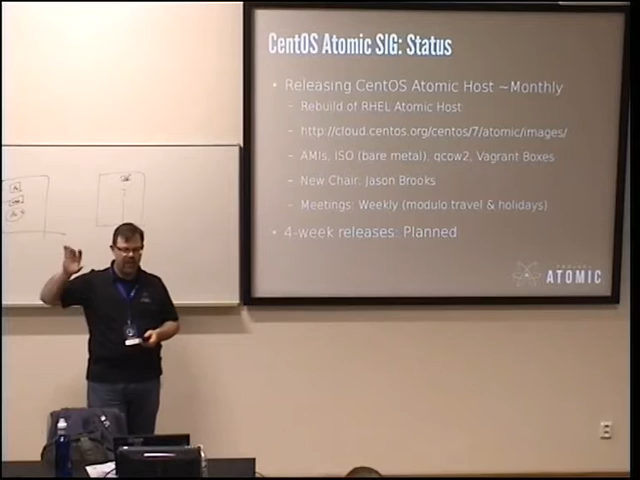 CentOS Atomic SIG: Status
• Releasing CentOS Atomic Host ~Monthly
– Rebuild of RHEL Atomic Host
– http://cloud.centos.org/centos/7/atomic/images/
– AMIs, ISO (bare metal), qcow2, Vagrant Boxes
– New Chair: Jason Brooks
– Meetings: Weekly (modulo travel & holidays)
• 4-week releases: Planned
PROJECT
ATOMIC